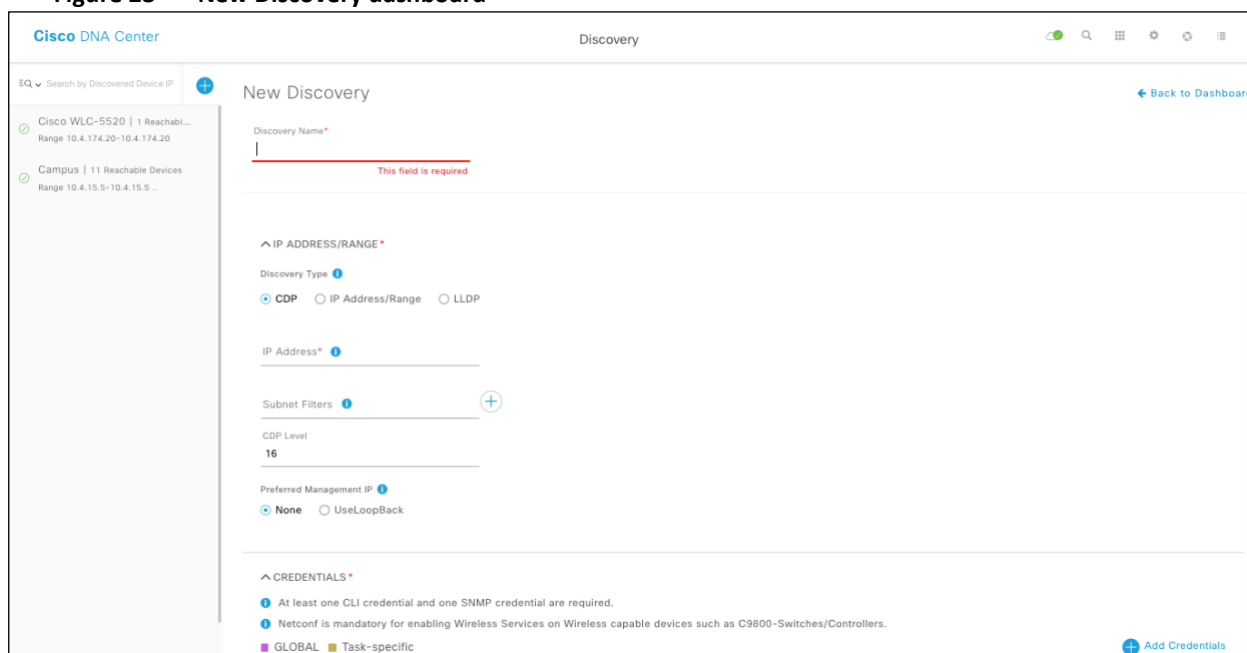 Figure 28 New Discovery dashboard
Cisco DNA Center
Discovery
Search by Discovered Device IP
Cisco WLC-5520 | 1 Reachabl...
Range 10.4.174.20-10.4.174.20
Campus | 11 Reachable Devices
Range 10.4.15.5-10.4.15.5 ...
New Discovery
Back to Dashboar
Discovery Name*
This field is required
IP ADDRESS/RANGE*
Discovery Type
CDP IP Address/Range LLDP
IP Address*
Subnet Filters
CDP Level
16
Preferred Management IP
None UseLoopBack
CREDENTIALS*
At least one CLI credential and one SNMP credential are required.
Netconf is mandatory for enabling Wireless Services on Wireless capable devices such as C9800-Switches/Controllers.
GLOBAL Task-specific
Add Credentials